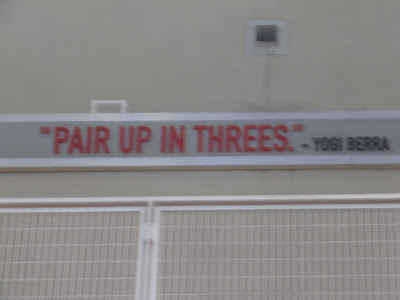 "PAIR UP IN THREES." – YOGI BERRA